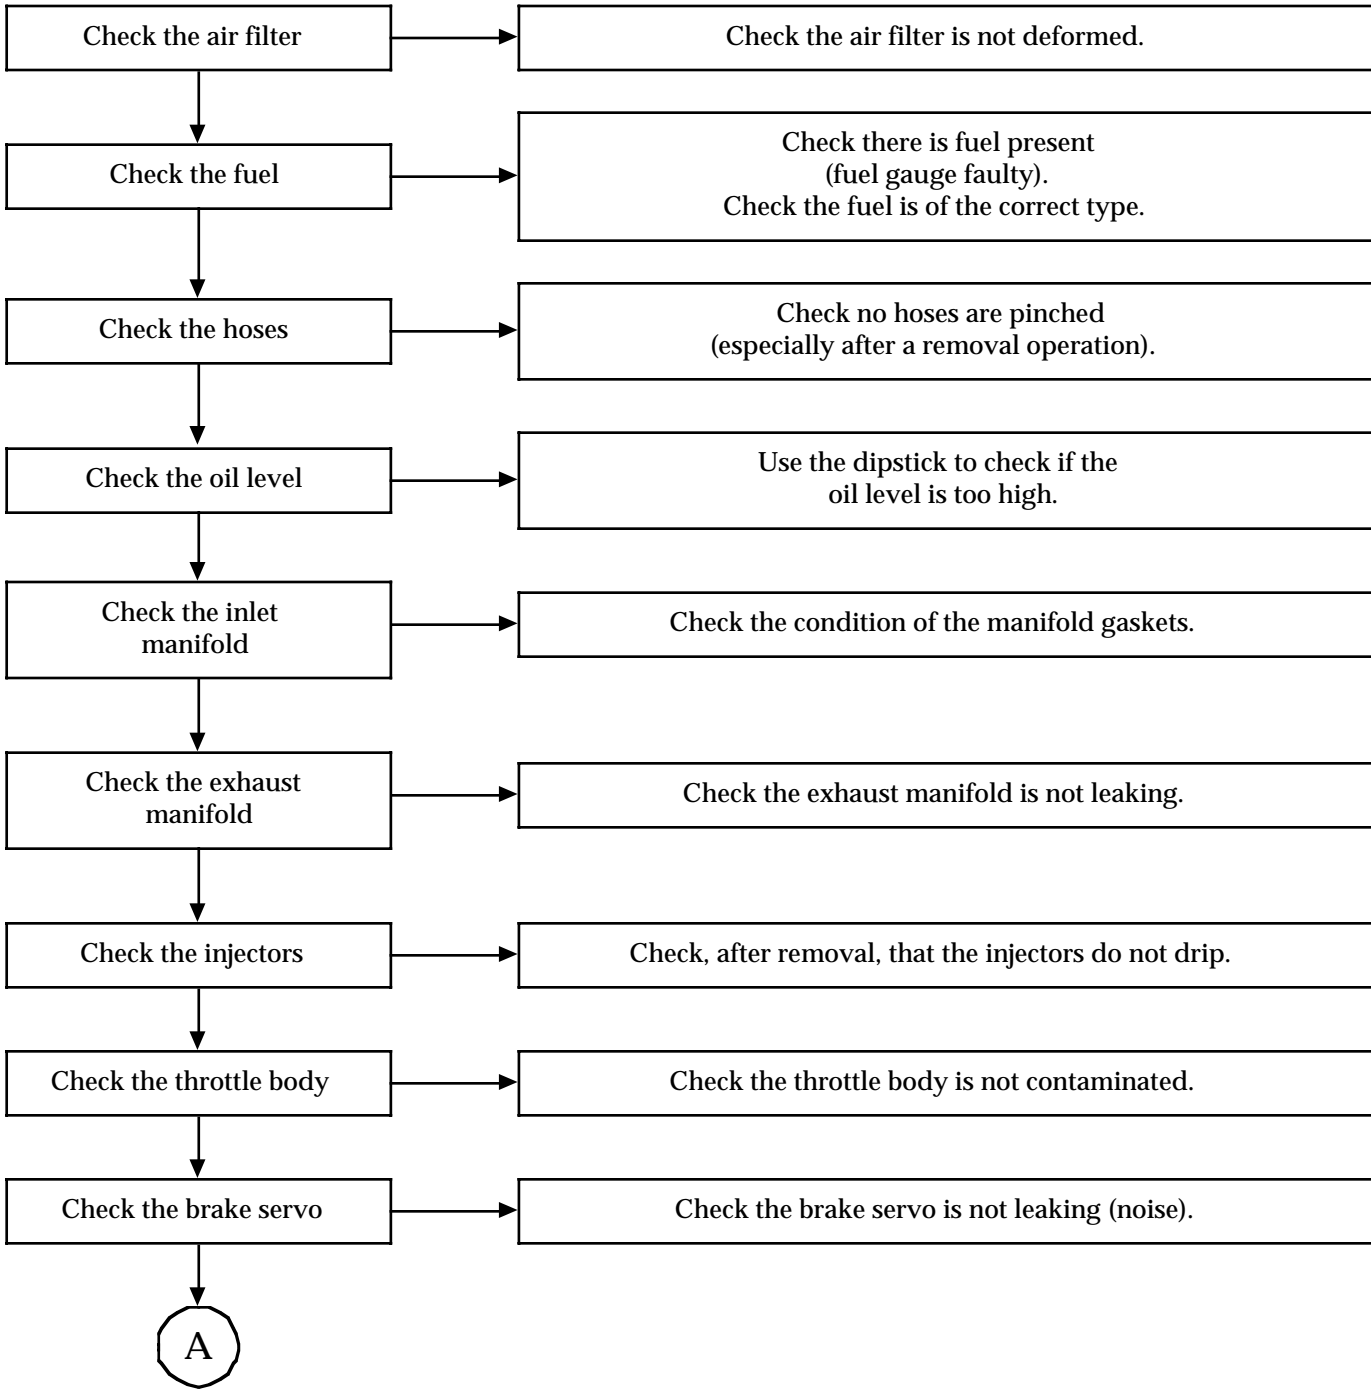 Check the air filter
Check the air filter is not deformed.
Check the fuel
Check there is fuel present
(fuel gauge faulty).
Check the fuel is of the correct type.
Check the hoses
Check no hoses are pinched
(especially after a removal operation).
Check the oil level
Use the dipstick to check if the
oil level is too high.
Check the inlet
manifold
Check the condition of the manifold gaskets.
Check the exhaust
manifold
Check the exhaust manifold is not leaking.
Check the injectors
Check, after removal, that the injectors do not drip.
Check the throttle body
Check the throttle body is not contaminated.
Check the brake servo
Check the brake servo is not leaking (noise).
A